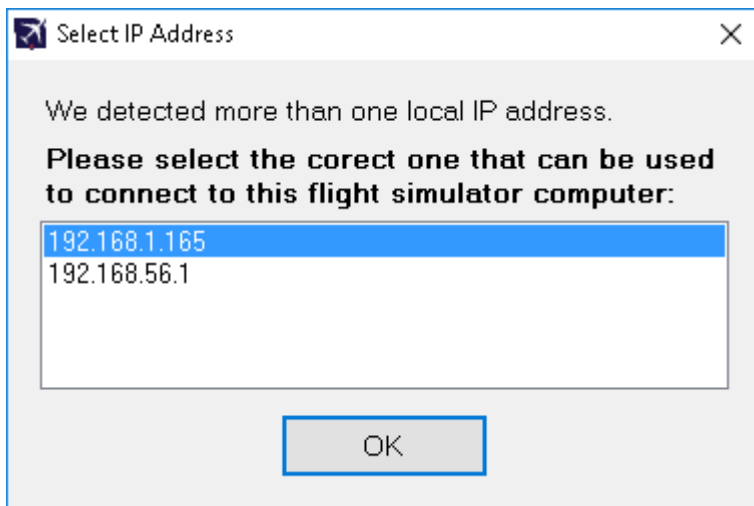 Select IP Address
We detected more than one local IP address.
Please select the corect one that can be used
to connect to this flight simulator computer:
192.168.1.165
192.168.56.1
OK